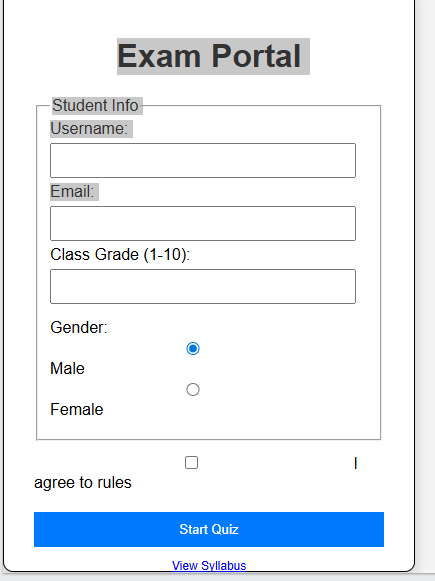 Exam Portal
Student Info
Username:
Email:
Class Grade (1-10):
Gender:
Male
Female
I
agree to rules
Start Quiz
View Syllabus